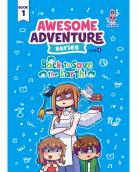 BOOK
1
AWESOME
ADVENTURE
series
Back to Save
the Earth!